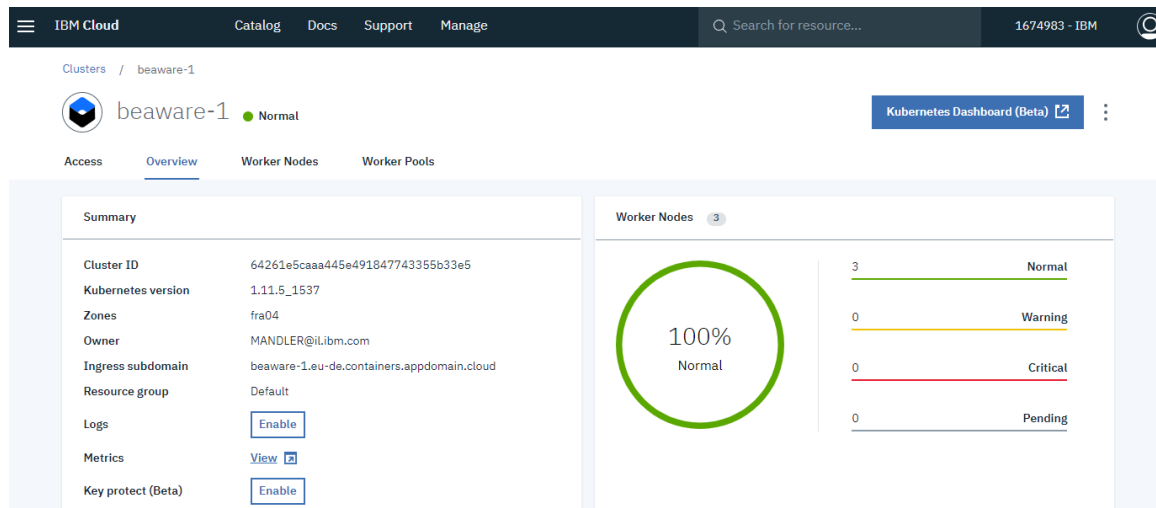 IBM Cloud Catalog Docs Support Manage Search for resource... 1674983 - IBM
Clusters / beaware-1
beaware-1 Normal Kubernetes Dashboard (Beta)
Access Overview Worker Nodes Worker Pools
Summary
Cluster ID 64261e5caaa445e491847743355b33e5
Kubernetes version 1.11.5_1537
Zones fra04
Owner MANDLER@il.ibm.com
Ingress subdomain beaware-1.eu-de.containers.appdomain.cloud
Resource group Default
Logs Enable
Metrics View
Key protect (Beta) Enable
Worker Nodes 3
100%
Normal
3 Normal
0 Warning
0 Critical
0 Pending